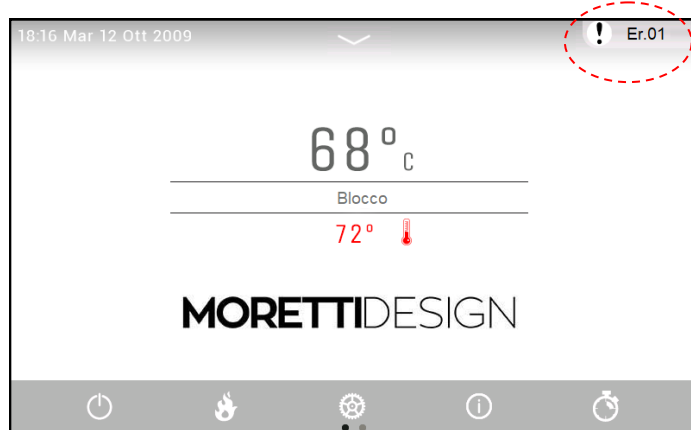 18:16 Mar 12 Ott 2009
! Er.01
68°C
Blocco
72°
MORETTIDESIGN